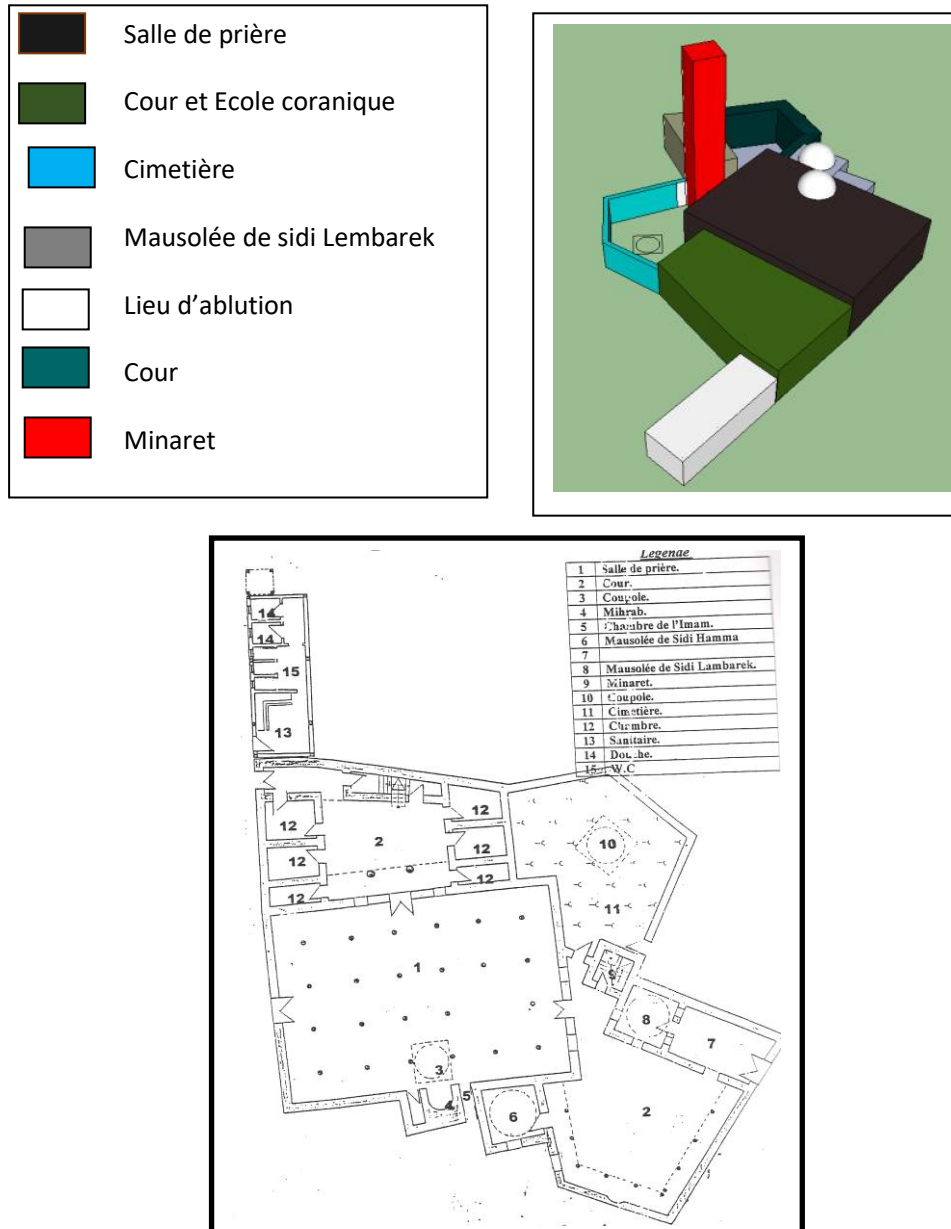 Salle de prière
Cour et Ecole coranique
Cimetière
Mausolée de sidi Lembarek
Lieu d’ablution
Cour
Minaret
Legende
1 Salle de prière.
2 Cour.
3 Coupole.
4 Mihrab.
5 Chambre de l'Imam.
6 Mausolée de Sidi Hamma
7
8 Mausolée de Sidi Lambarek.
9 Minaret.
10 Coupole.
11 Cimetière.
12 Chambre.
13 Sanitaire.
14 Douche.
15 W.C
14
14
15
13
12
12
2
12
10
12
12
12
11
1
9
8
7
3
5
4
6
2